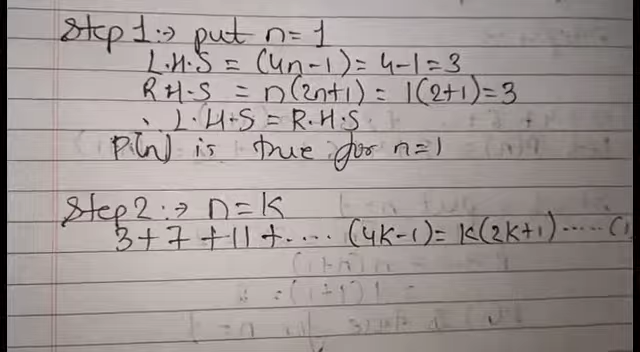 Step 1:→ put n=1
L.H.S = (4n-1) = 4-1=3
R.H.S = n(2n+1) = 1(2+1)=3
∴ L.H.S = R.H.S
P(n) is true for n=1
Step 2:→ n=k
3+7+11+.... (4k-1)= k(2k+1) ..... (1